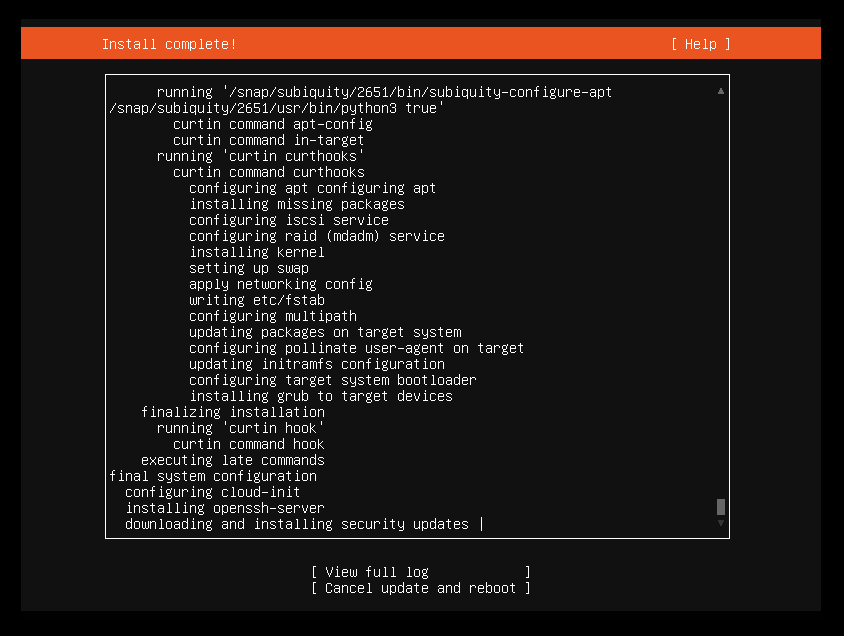 Install complete!
[ Help ]
running '/snap/subiquity/2651/bin/subiquity-configure-apt
/snap/subiquity/2651/usr/bin/python3 true'
curtin command apt-config
curtin command in-target
running 'curtin curthooks'
curtin command curthooks
configuring apt configuring apt
installing missing packages
configuring iscsi service
configuring raid (mdadm) service
installing kernel
setting up swap
apply networking config
writing etc/fstab
configuring multipath
updating packages on target system
configuring pollinate user-agent on target
updating initramfs configuration
configuring target system bootloader
installing grub to target devices
finalizing installation
running 'curtin hook'
curtin command hook
executing late commands
final system configuration
configuring cloud-init
installing openssh-server
downloading and installing security updates |
[ View full log ]
[ Cancel update and reboot ]